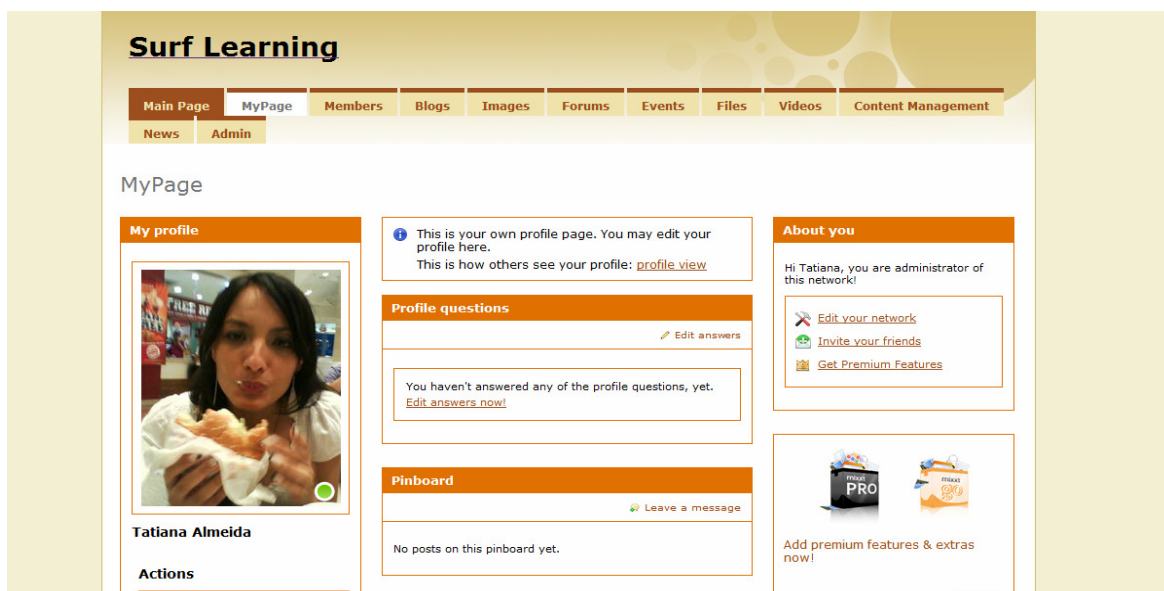 Surf Learning
Main Page MyPage Members Blogs Images Forums Events Files Videos Content Management
News Admin
MyPage
My profile
Tatiana Almeida
Actions
This is your own profile page. You may edit your
profile here.
This is how others see your profile: profile view
Profile questions
Edit answers
You haven't answered any of the profile questions, yet.
Edit answers now!
Pinboard
Leave a message
No posts on this pinboard yet.
About you
Hi Tatiana, you are administrator of
this network!
Edit your network
Invite your friends
Get Premium Features
mixxt
PRO
mixxt
go
Add premium features & extras
now!